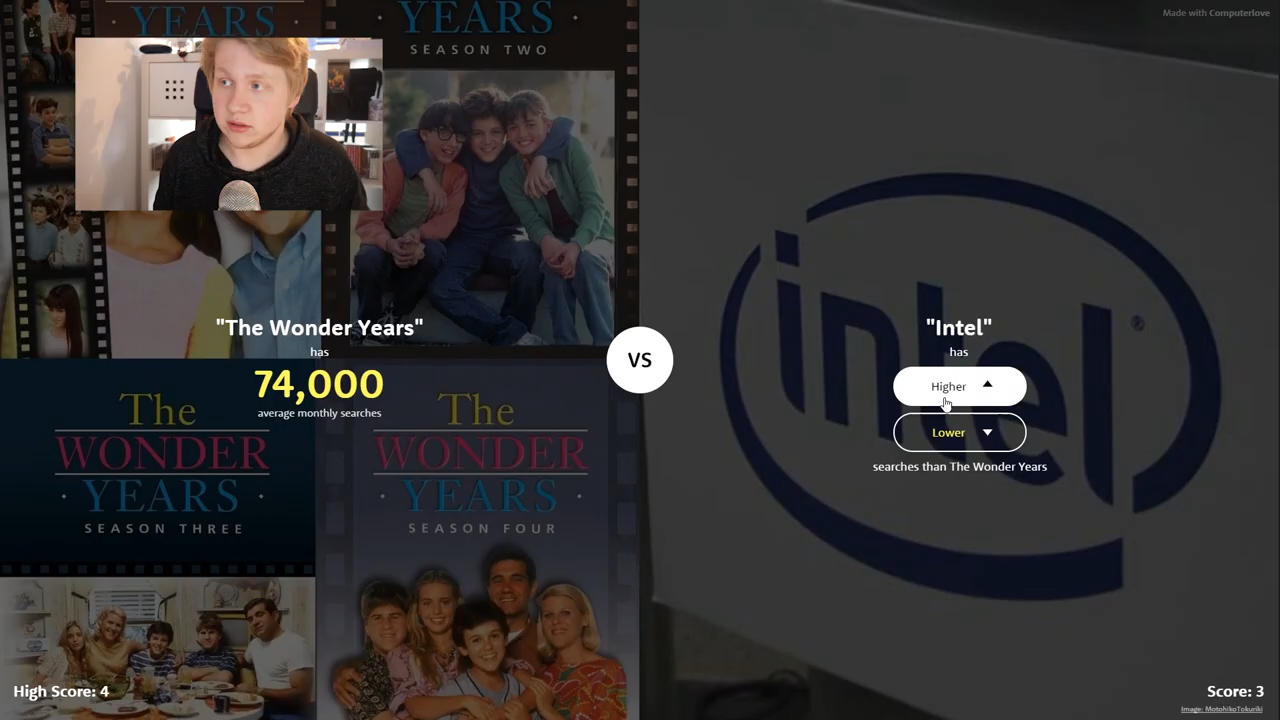 Made with Computerlove
YEARS
YEARS
SEASON TWO
"The Wonder Years"
has
74,000
average monthly searches
VS
"Intel"
has
Higher
Lower
searches than The Wonder Years
intel
®
The
WONDER
YEARS
SEASON THREE
The
WONDER
YEARS
SEASON FOUR
High Score: 4
Score: 3
Image: MotohikoTokuriki